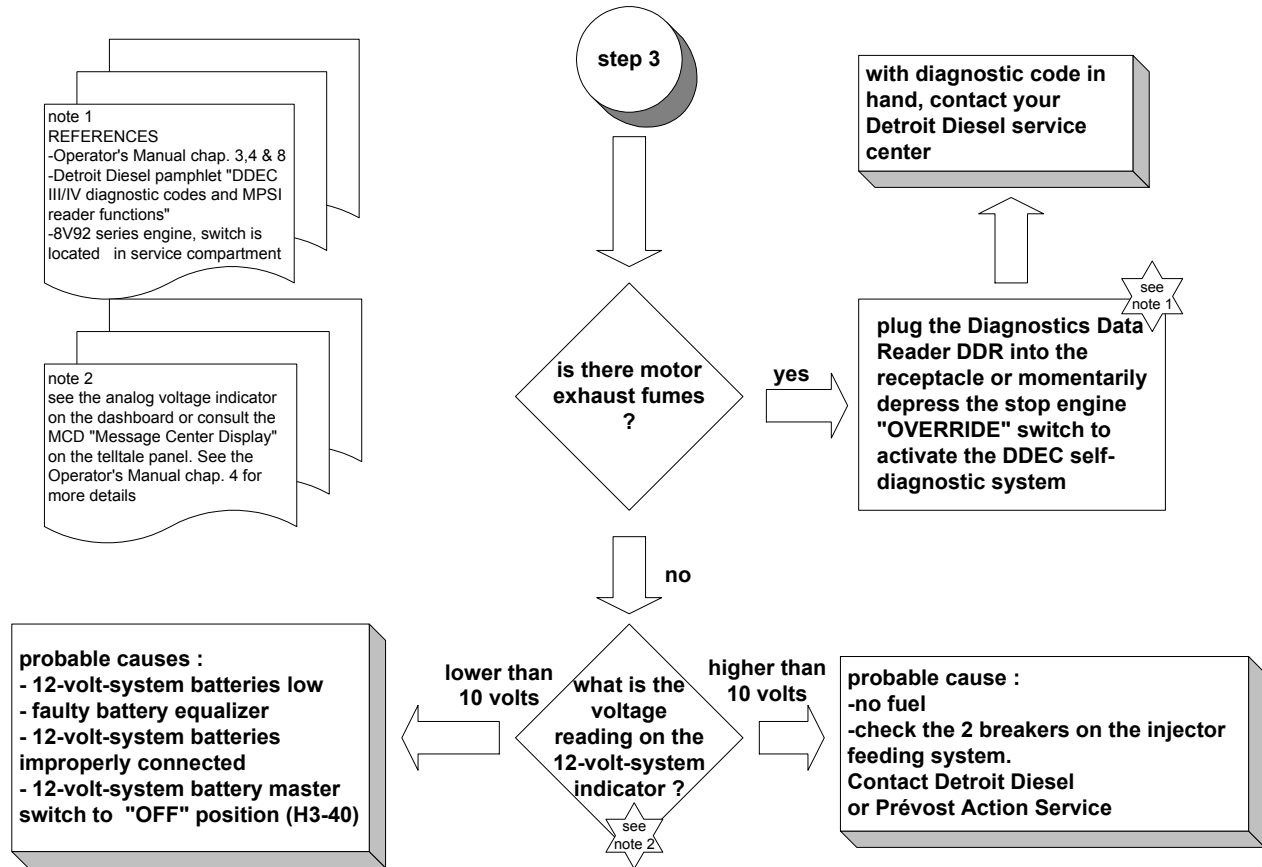 step 3
with diagnostic code in
hand, contact your
Detroit Diesel service
center
note 1
REFERENCES
-Operator's Manual chap. 3,4 & 8
-Detroit Diesel pamphlet "DDEC
III/IV diagnostic codes and MPSI
reader functions"
-8V92 series engine, switch is
located in service compartment
note 2
see the analog voltage indicator
on the dashboard or consult the
MCD "Message Center Display"
on the telltale panel. See the
Operator's Manual chap. 4 for
more details
is there motor
exhaust fumes
?
yes
see
note 1
plug the Diagnostics Data
Reader DDR into the
receptacle or momentarily
depress the stop engine
"OVERRIDE" switch to
activate the DDEC self-
diagnostic system
no
what is the
voltage
reading on the
12-volt-system
indicator ?
see
note 2
lower than
10 volts
probable causes :
- 12-volt-system batteries low
- faulty battery equalizer
- 12-volt-system batteries
improperly connected
- 12-volt-system battery master
switch to "OFF" position (H3-40)
higher than
10 volts
probable cause :
-no fuel
-check the 2 breakers on the injector
feeding system.
Contact Detroit Diesel
or Prévost Action Service